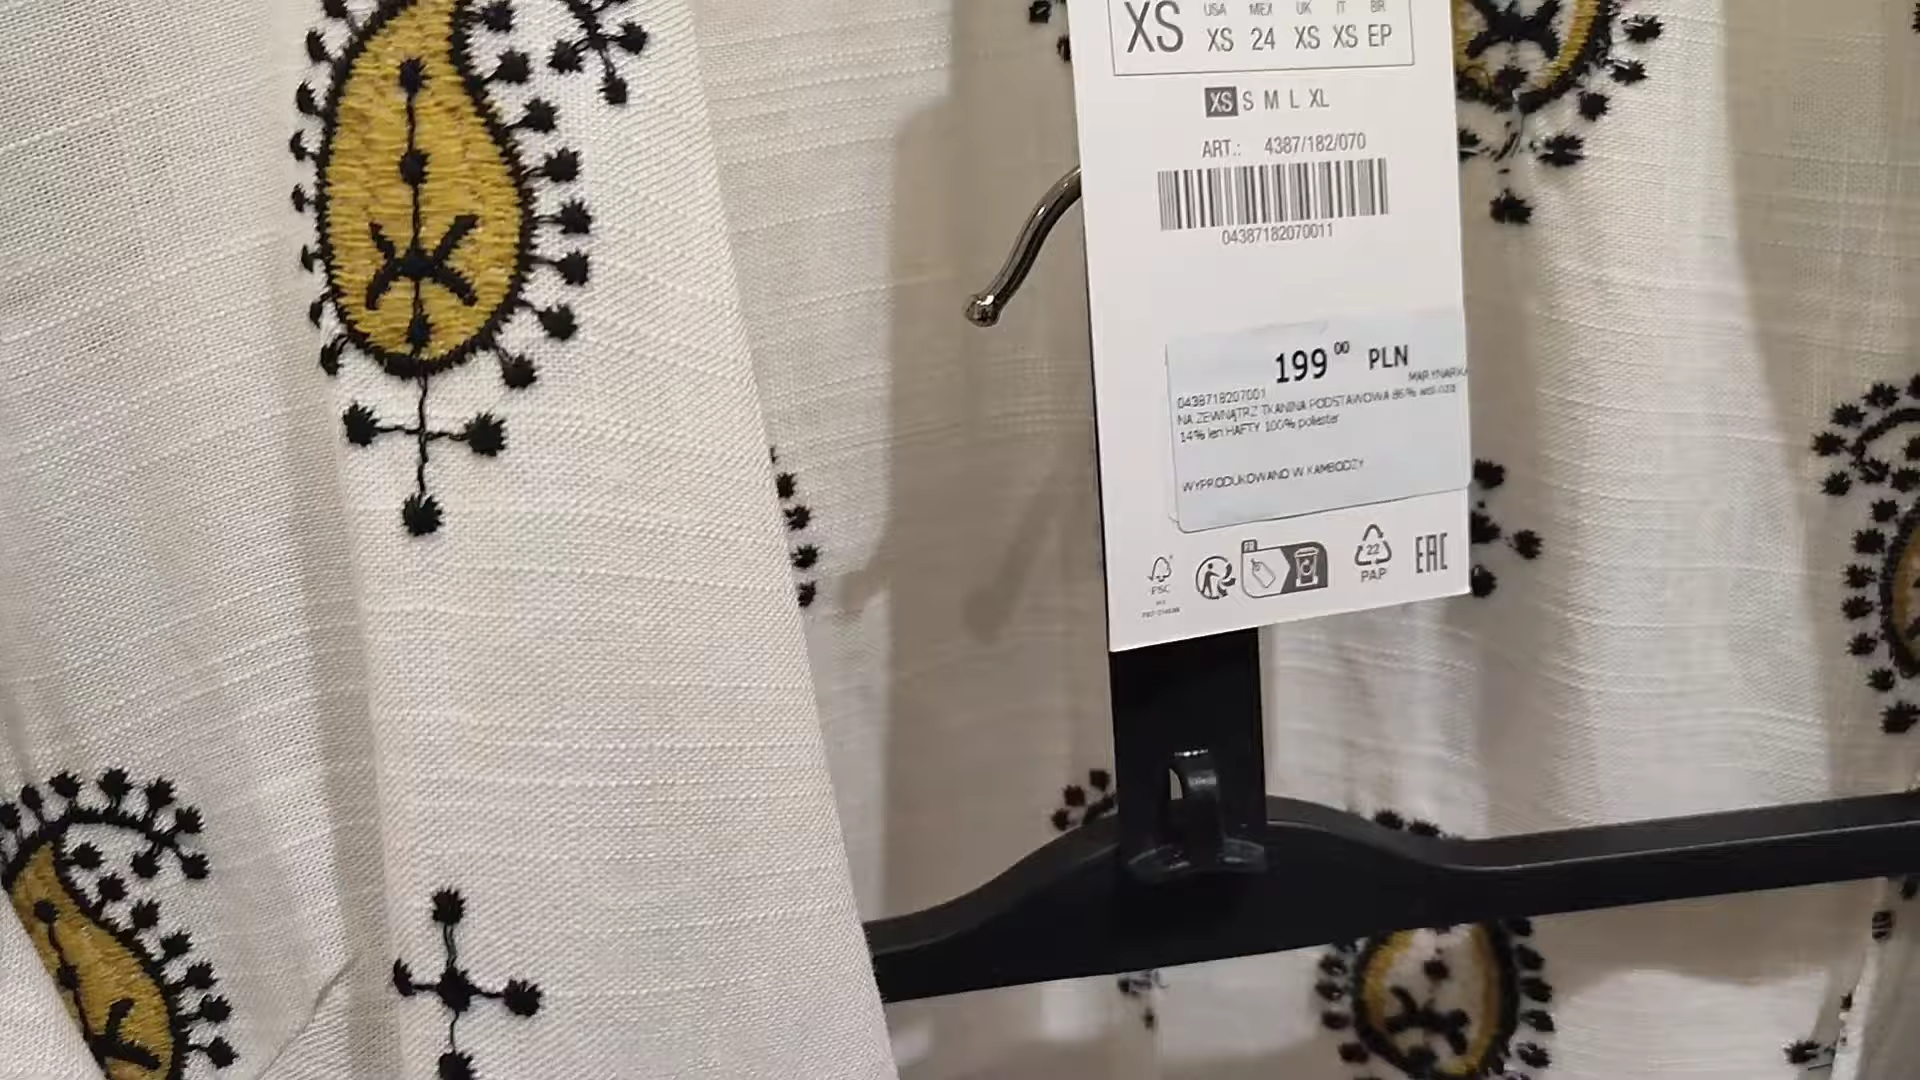 XS USA MEX UK IT BR
XS 24 XS XS EP
XS S M L XL
ART.: 4387/182/070
04387182070011
199 00 PLN
MARYNARKA
0438718207001
NA ZEWNĄTRZ TKANINA PODSTAWOWA 86%
14% len HAFTY 100% poliester
WYPRODUKOWANO W KAMBODŻY
FSC
FR
22
PAP
EAC